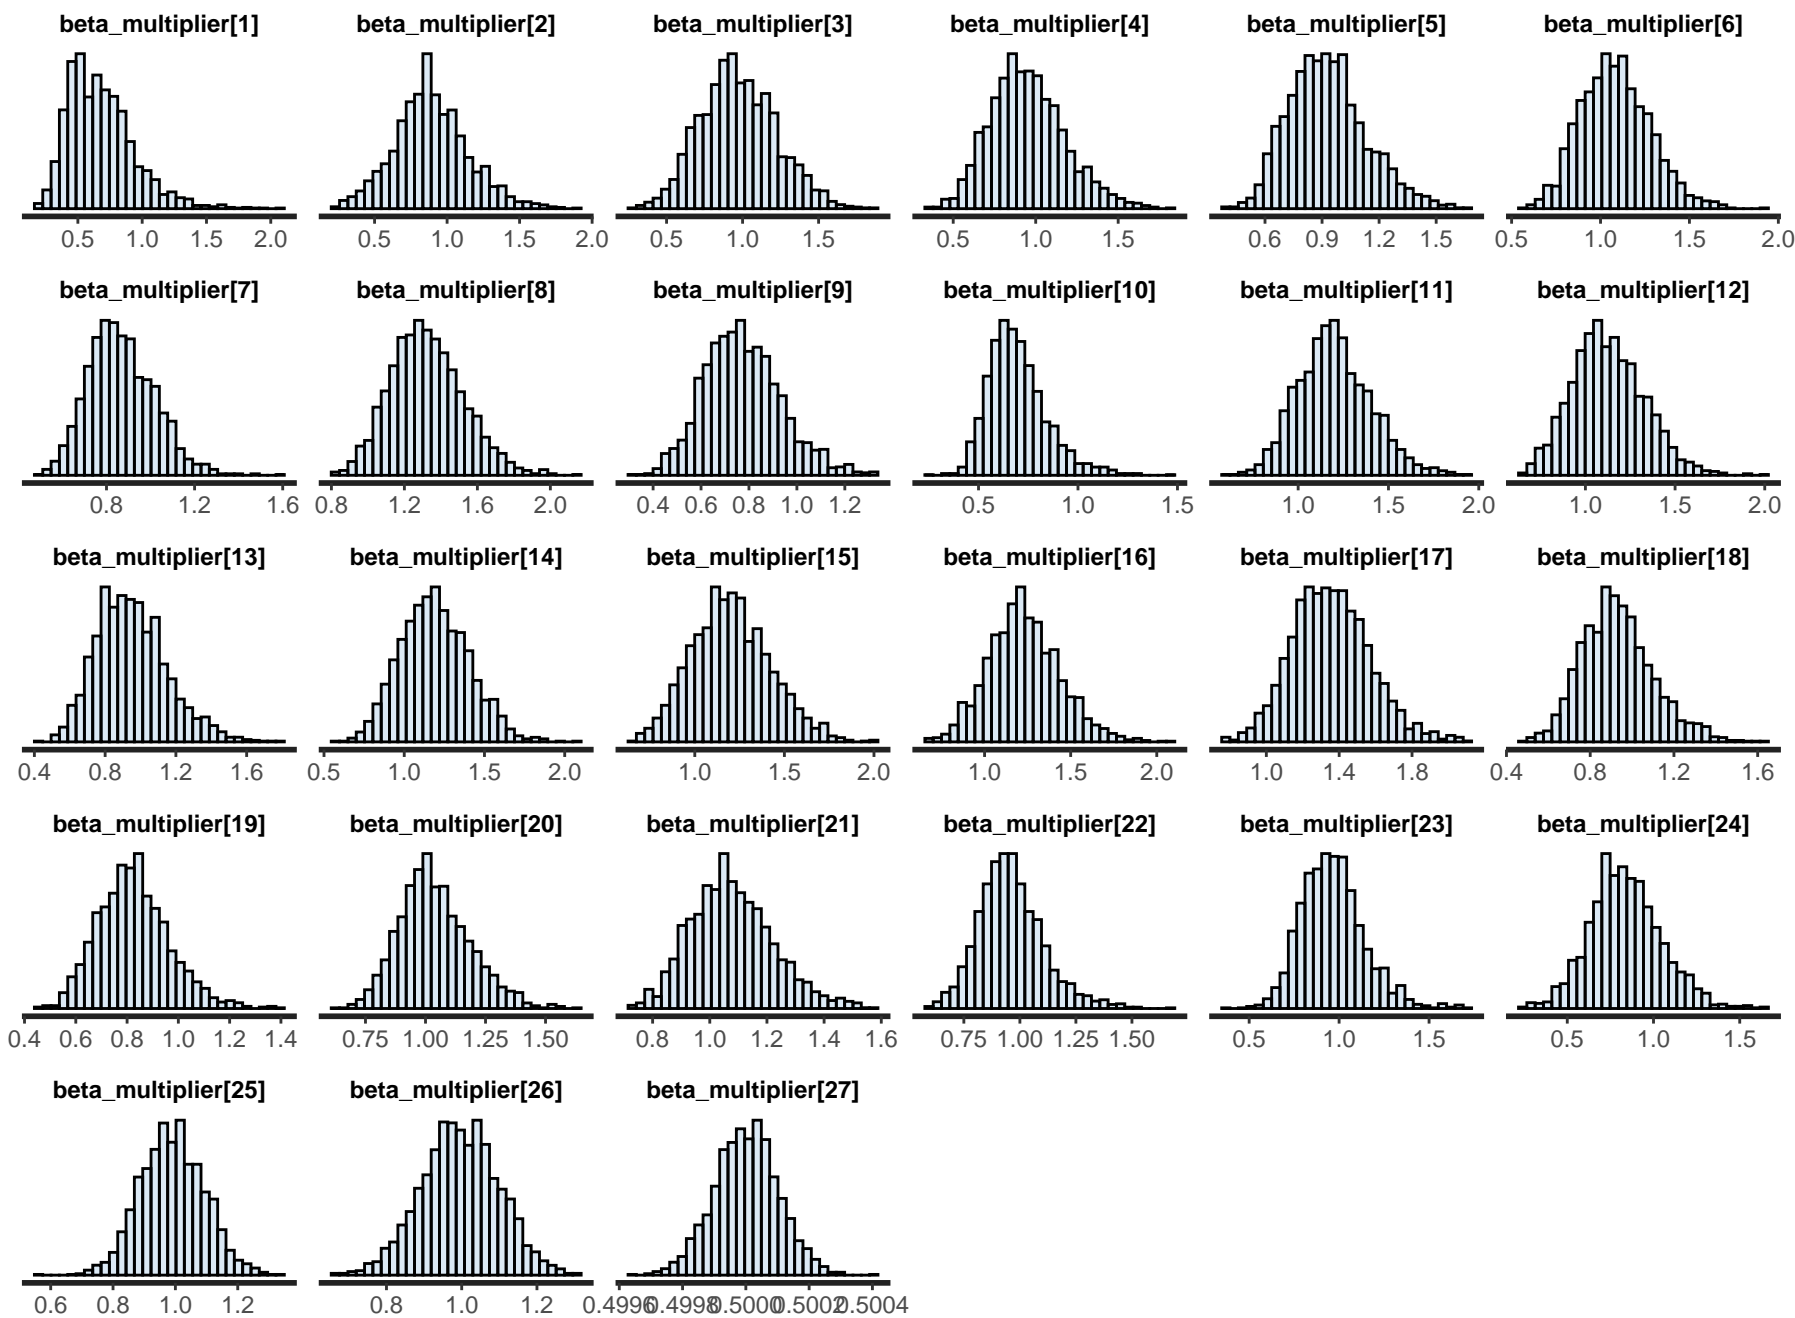 beta_multiplier[1] beta_multiplier[2] beta_multiplier[3] beta_multiplier[4] beta_multiplier[5] beta_multiplier[6]
0.5 1.0 1.5 2.0 0.5 1.0 1.5 2.0 0.5 1.0 1.5 0.5 1.0 1.5 0.6 0.9 1.2 1.5 0.5 1.0 1.5 2.0
beta_multiplier[7] beta_multiplier[8] beta_multiplier[9] beta_multiplier[10] beta_multiplier[11] beta_multiplier[12]
0.8 1.2 1.6 0.8 1.2 1.6 2.0 0.4 0.6 0.8 1.0 1.2 0.5 1.0 1.5 1.0 1.5 2.0 1.0 1.5 2.0
beta_multiplier[13] beta_multiplier[14] beta_multiplier[15] beta_multiplier[16] beta_multiplier[17] beta_multiplier[18]
0.4 0.8 1.2 1.6 0.5 1.0 1.5 2.0 1.0 1.5 2.0 1.0 1.5 2.0 1.0 1.4 1.8 0.4 0.8 1.2 1.6
beta_multiplier[19] beta_multiplier[20] beta_multiplier[21] beta_multiplier[22] beta_multiplier[23] beta_multiplier[24]
0.4 0.6 0.8 1.0 1.2 1.4 0.75 1.00 1.25 1.50 0.8 1.0 1.2 1.4 1.6 0.75 1.00 1.25 1.50 0.5 1.0 1.5 0.5 1.0 1.5
beta_multiplier[25] beta_multiplier[26] beta_multiplier[27]
0.6 0.8 1.0 1.2 0.8 1.0 1.2 0.4996 0.4998 0.5000 0.5002 0.5004